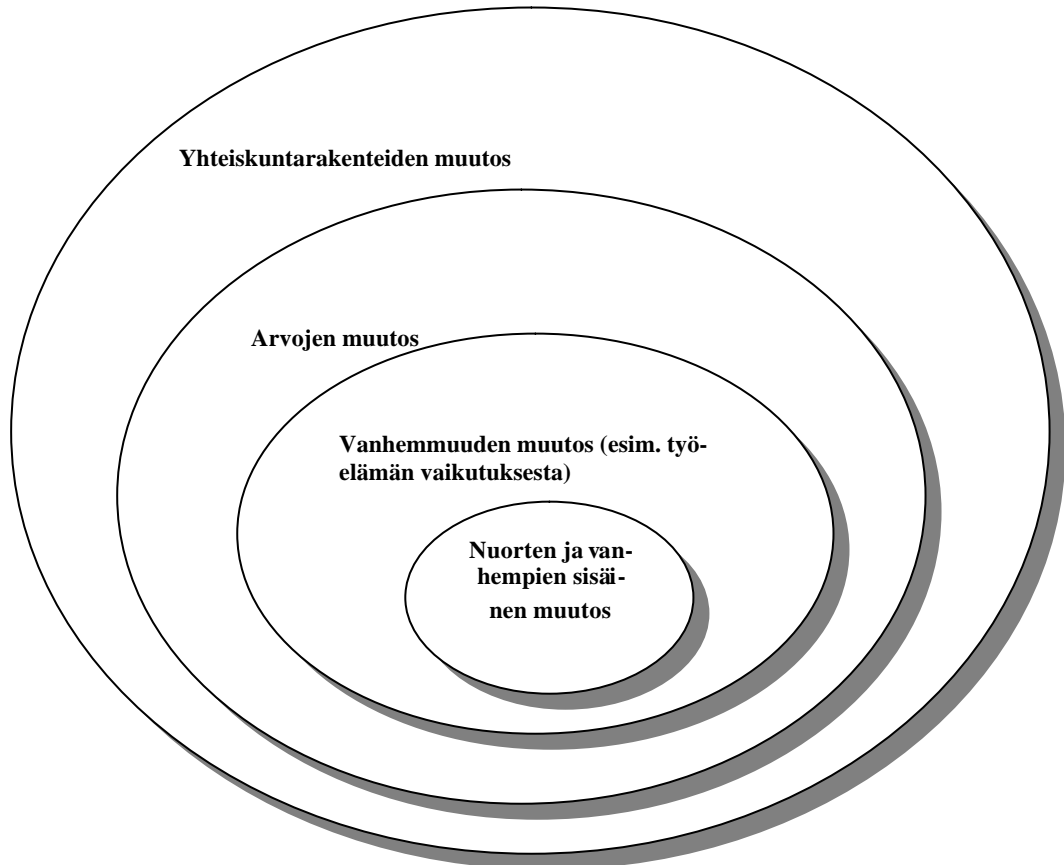 Yhteiskuntarakenteiden muutos
Arvojen muutos
Vanhemmuuden muutos (esim. työ-
elämän vaikutuksesta)
Nuorten ja van-
hempien sisäi-
nen muutos